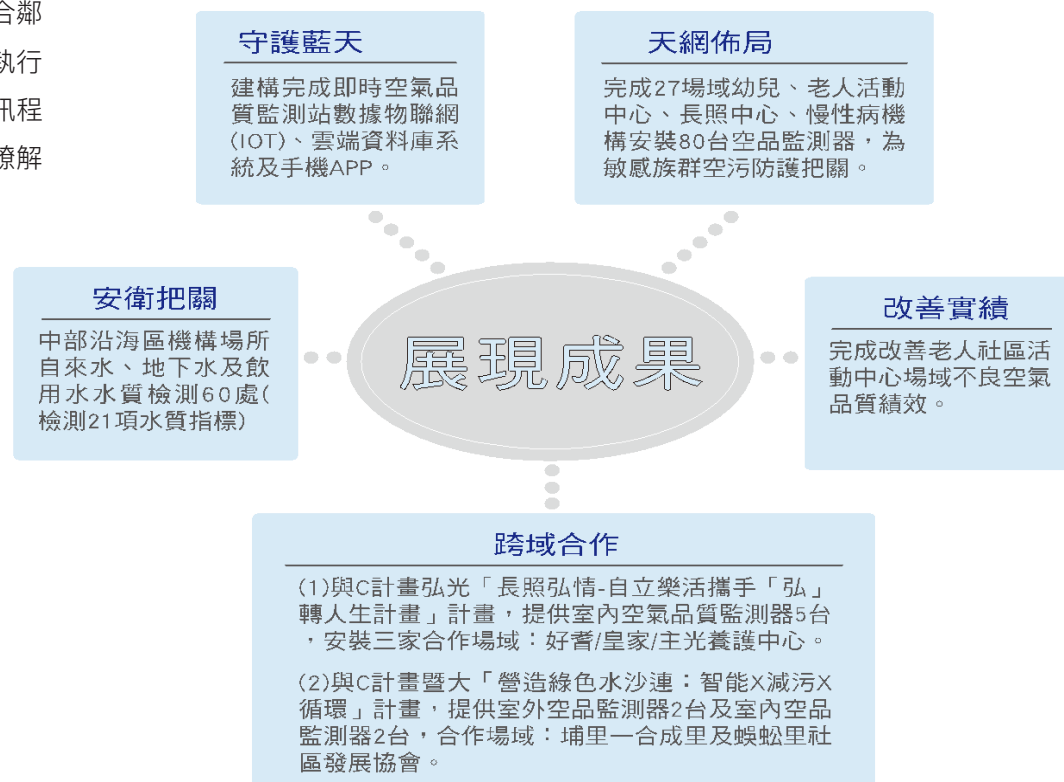 合鄰
執行
訊程
瞭解
守護藍天
建構完成即時空氣品
質監測站數據物聯網
(IOT)、雲端資料庫系
統及手機APP。
天網佈局
完成27場域幼兒、老人活動
中心、長照中心、慢性病機
構安裝80台空品監測器，為
敏感族群空污防護把關。
安衛把關
中部沿海區機構場所
自來水、地下水及飲
用水水質檢測60處(
檢測21項水質指標)
展現成果
改善實績
完成改善老人社區活
動中心場域不良空氣
品質績效。
跨域合作
(1)與C計畫弘光「長照弘情-自立樂活攜手「弘」
轉人生計畫」計畫，提供室內空氣品質監測器5台
，安裝三家合作場域：好耆/皇家/主光養護中心。
(2)與C計畫暨大「營造綠色水沙連：智能X減污X
循環」計畫，提供室外空品監測器2台及室內空品
監測器2台，合作場域：埔里一合成里及蜈蚣里社
區發展協會。